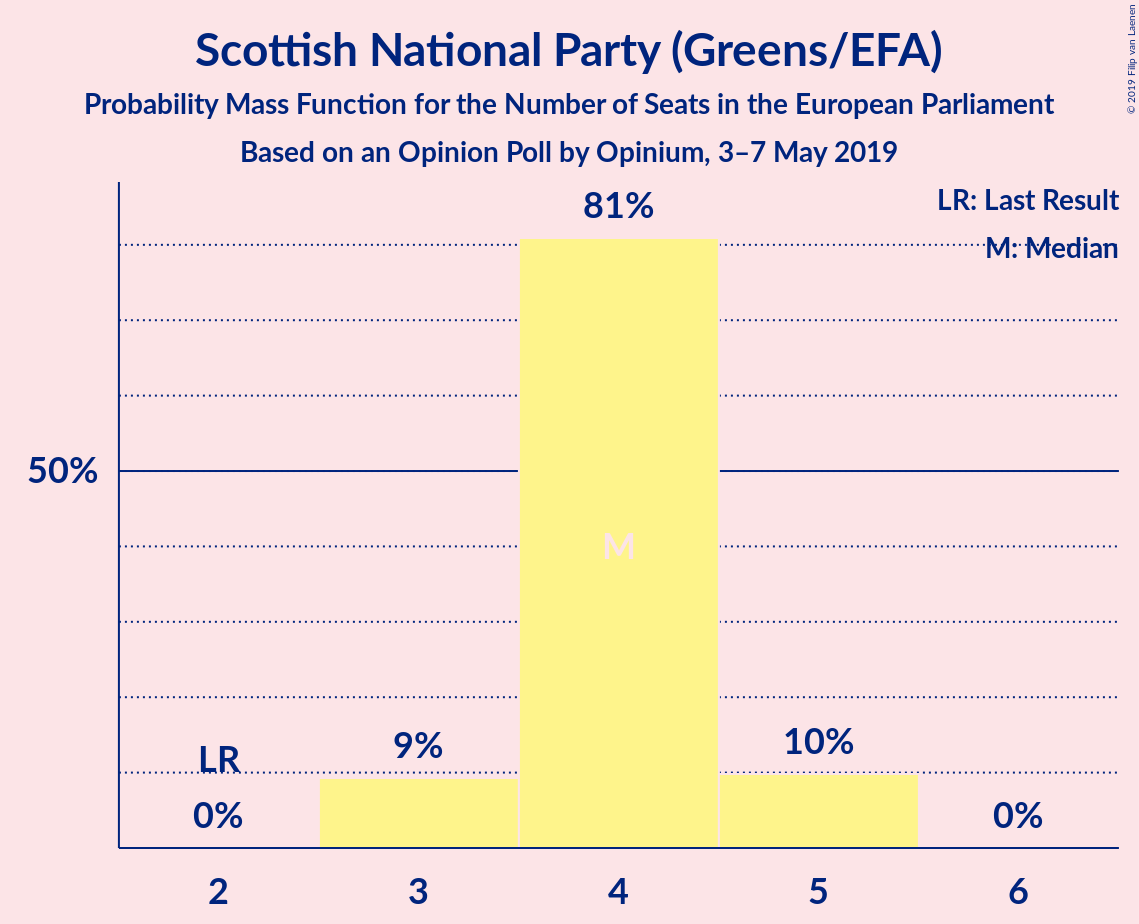 Scottish National Party (Greens/EFA)
Probability Mass Function for the Number of Seats in the European Parliament
Based on an Opinion Poll by Opinium, 3–7 May 2019
© 2019 Filip van Laenen
LR: Last Result
M: Median
81%
50%
M
LR
9%
10%
0%
0%
2 3 4 5 6